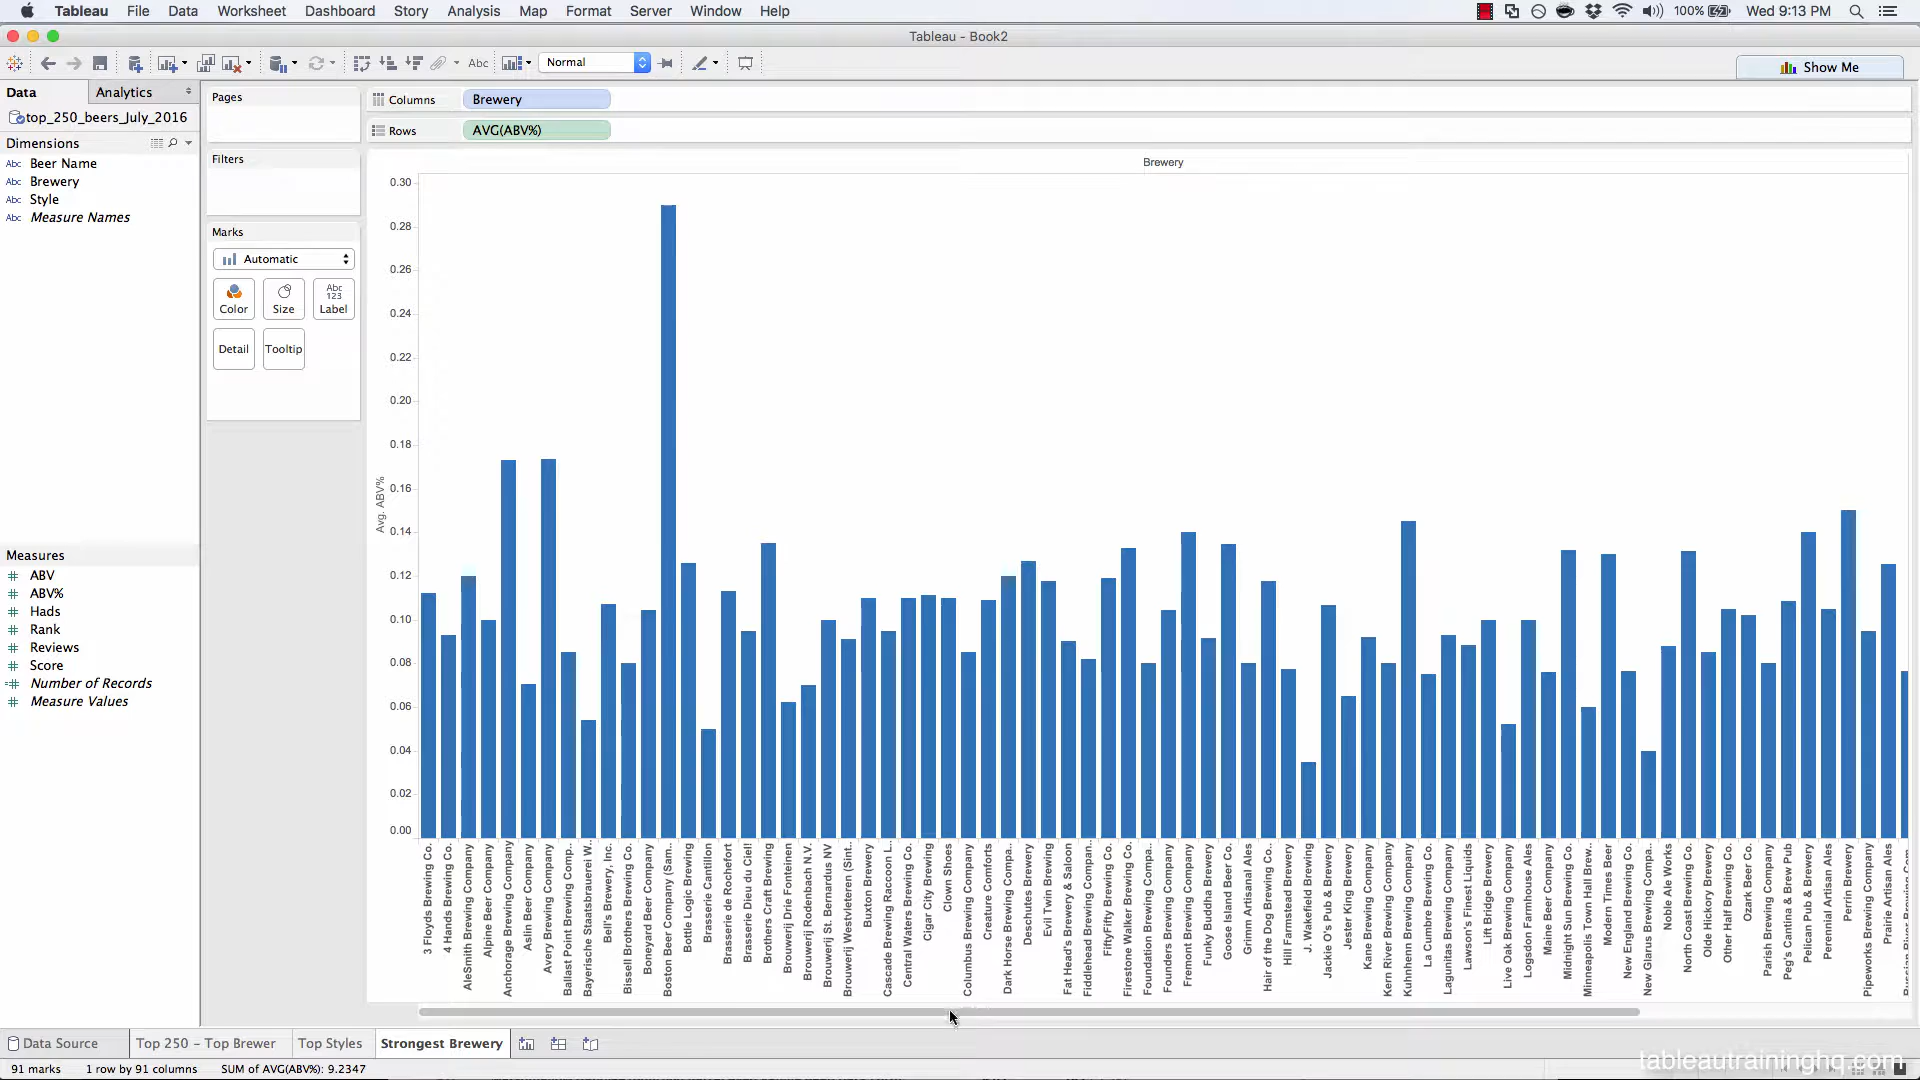 Tableau File Data Worksheet Dashboard Story Analysis Map Format Server Window Help 100% Wed 9:13 PM
Tableau - Book2
Abc Normal Show Me
Data Analytics
top_250_beers_July_2016
Dimensions
Abc Beer Name
Abc Brewery
Abc Style
Abc Measure Names
Measures
ABV
ABV%
Hads
Rank
Reviews
Score
Number of Records
Measure Values
Pages
Filters
Marks
Automatic
Color Size Abc 123 Label
Detail Tooltip
Columns Brewery
Rows AVG(ABV%)
Brewery
Avg. ABV%
0.30
0.28
0.26
0.24
0.22
0.20
0.18
0.16
0.14
0.12
0.10
0.08
0.06
0.04
0.02
0.00
3 Floyds Brewing Co.
4 Hands Brewing Co.
AleSmith Brewing Company
Alpine Beer Company
Anchorage Brewing Company
Aslin Beer Company
Avery Brewing Company
Ballast Point Brewing Comp..
Bayerische Staatsbrauerei W..
Bell's Brewery, Inc.
Bissell Brothers Brewing Co.
Boneyard Beer Company
Boston Beer Company (Sam..
Bottle Logic Brewing
Brasserie Cantillon
Brasserie de Rochefort
Brasserie Dieu du Ciel!
Brothers Craft Brewing
Brouwerij Drie Fonteinen
Brouwerij Rodenbach N.V.
Brouwerij St. Bernardus NV
Brouwerij Westvleteren (Sint..
Buxton Brewery
Cascade Brewing Raccoon L..
Central Waters Brewing Co.
Cigar City Brewing
Clown Shoes
Columbus Brewing Company
Creature Comforts
Dark Horse Brewing Compa..
Deschutes Brewery
Evil Twin Brewing
Fat Head's Brewery & Saloon
Fiddlehead Brewing Compan..
FiftyFifty Brewing Co.
Firestone Walker Brewing Co.
Foundation Brewing Compa..
Founders Brewing Company
Fremont Brewing Company
Funky Buddha Brewery
Goose Island Beer Co.
Grimm Artisanal Ales
Hair of the Dog Brewing Co..
Hill Farmstead Brewery
J. Wakefield Brewing
Jackie O's Pub & Brewery
Jester King Brewery
Kane Brewing Company
Kern River Brewing Company
Kuhnhenn Brewing Company
La Cumbre Brewing Co.
Lagunitas Brewing Company
Lawson's Finest Liquids
Lift Bridge Brewery
Live Oak Brewing Company
Logsdon Farmhouse Ales
Maine Beer Company
Midnight Sun Brewing Co.
Minneapolis Town Hall Brew..
Modern Times Beer
New England Brewing Co.
New Glarus Brewing Compa..
Noble Ale Works
North Coast Brewing Co.
Olde Hickory Brewery
Other Half Brewing Co.
Ozark Beer Co.
Parish Brewing Company
Peg's Cantina & Brew Pub
Pelican Pub & Brewery
Perennial Artisan Ales
Perrin Brewery
Pipeworks Brewing Company
Prairie Artisan Ales
Data Source Top 250 - Top Brewer Top Styles Strongest Brewery
91 marks 1 row by 91 columns SUM of AVG(ABV%): 9.2347
tableautraininghq.com